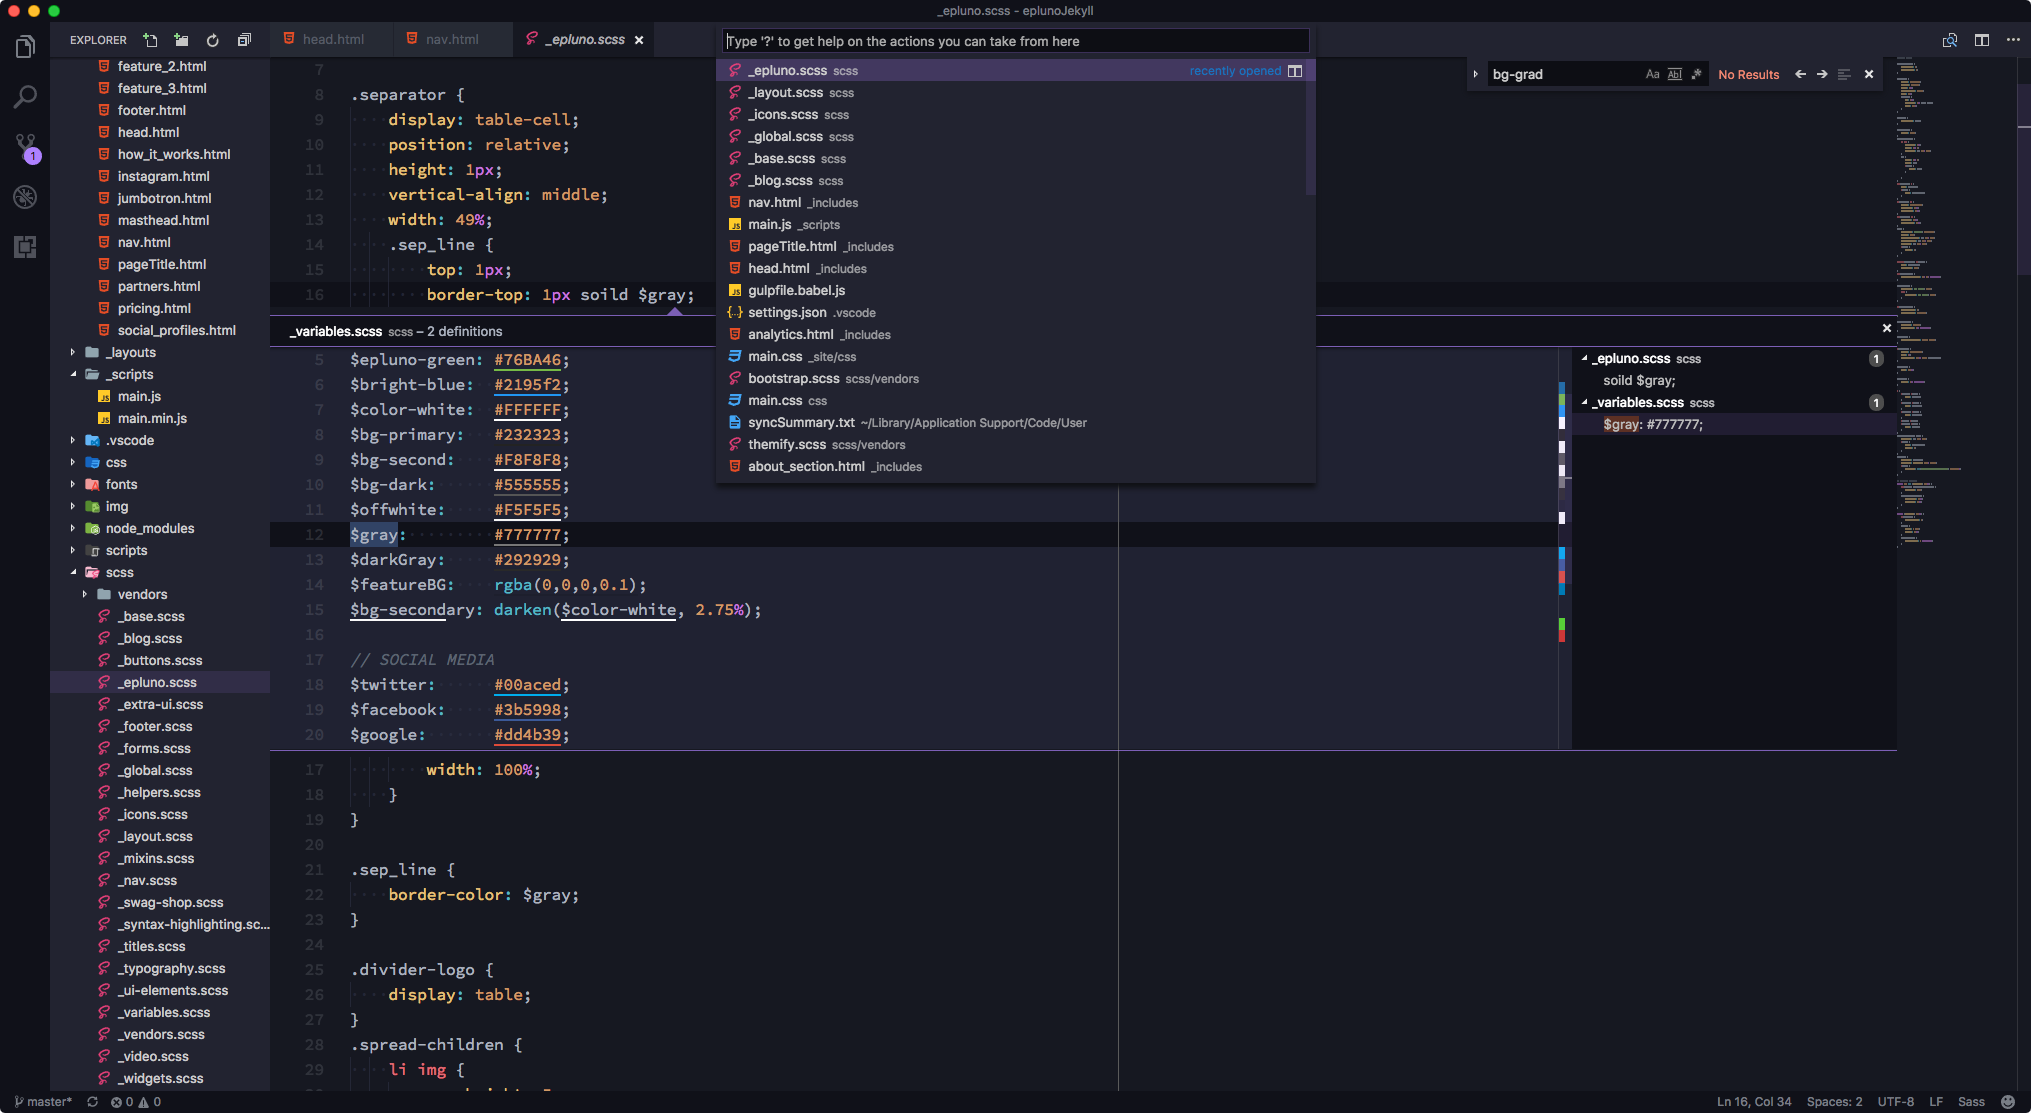 _epluno.scss - eplunoJekyll
EXPLORER
head.html
nav.html
_epluno.scss
Type '?' to get help on the actions you can take from here
feature_2.html
feature_3.html
footer.html
head.html
how_it_works.html
instagram.html
jumbotron.html
masthead.html
nav.html
pageTitle.html
partners.html
pricing.html
social_profiles.html
_layouts
_scripts
main.js
main.min.js
.vscode
css
fonts
img
node_modules
scripts
scss
vendors
_base.scss
_blog.scss
_buttons.scss
_epluno.scss
_extra-ui.scss
_footer.scss
_forms.scss
_global.scss
_helpers.scss
_icons.scss
_layout.scss
_mixins.scss
_nav.scss
_swag-shop.scss
_syntax-highlighting.sc...
_titles.scss
_typography.scss
_ui-elements.scss
_variables.scss
_vendors.scss
_video.scss
_widgets.scss
1
7
8 .separator {
9 display: table-cell;
10 position: relative;
11 height: 1px;
12 vertical-align: middle;
13 width: 49%;
14 .sep_line {
15 top: 1px;
16 border-top: 1px soild $gray;
_variables.scss scss – 2 definitions
5 $epluno-green: #76BA46;
6 $bright-blue: #2195f2;
7 $color-white: #FFFFFF;
8 $bg-primary: #232323;
9 $bg-second: #F8F8F8;
10 $bg-dark: #555555;
11 $offwhite: #F5F5F5;
12 $gray: #777777;
13 $darkGray: #292929;
14 $featureBG: rgba(0,0,0,0.1);
15 $bg-secondary: darken($color-white, 2.75%);
16
17 // SOCIAL MEDIA
18 $twitter: #00aced;
19 $facebook: #3b5998;
20 $google: #dd4b39;
17 width: 100%;
18 }
19 }
20
21 .sep_line {
22 border-color: $gray;
23 }
24
25 .divider-logo {
26 display: table;
27 }
28 .spread-children {
29 li img {
_epluno.scss scss recently opened
_layout.scss scss
_icons.scss scss
_global.scss scss
_base.scss scss
_blog.scss scss
nav.html _includes
main.js _scripts
pageTitle.html _includes
head.html _includes
gulpfile.babel.js
settings.json .vscode
analytics.html _includes
main.css _site/css
bootstrap.scss scss/vendors
main.css css
syncSummary.txt ~/Library/Application Support/Code/User
themify.scss scss/vendors
about_section.html _includes
bg-grad Aa Abl .* No Results
_epluno.scss scss 1
soild $gray;
_variables.scss scss 1
$gray: #777777;
master* 0 0
Ln 16, Col 34 Spaces: 2 UTF-8 LF Sass